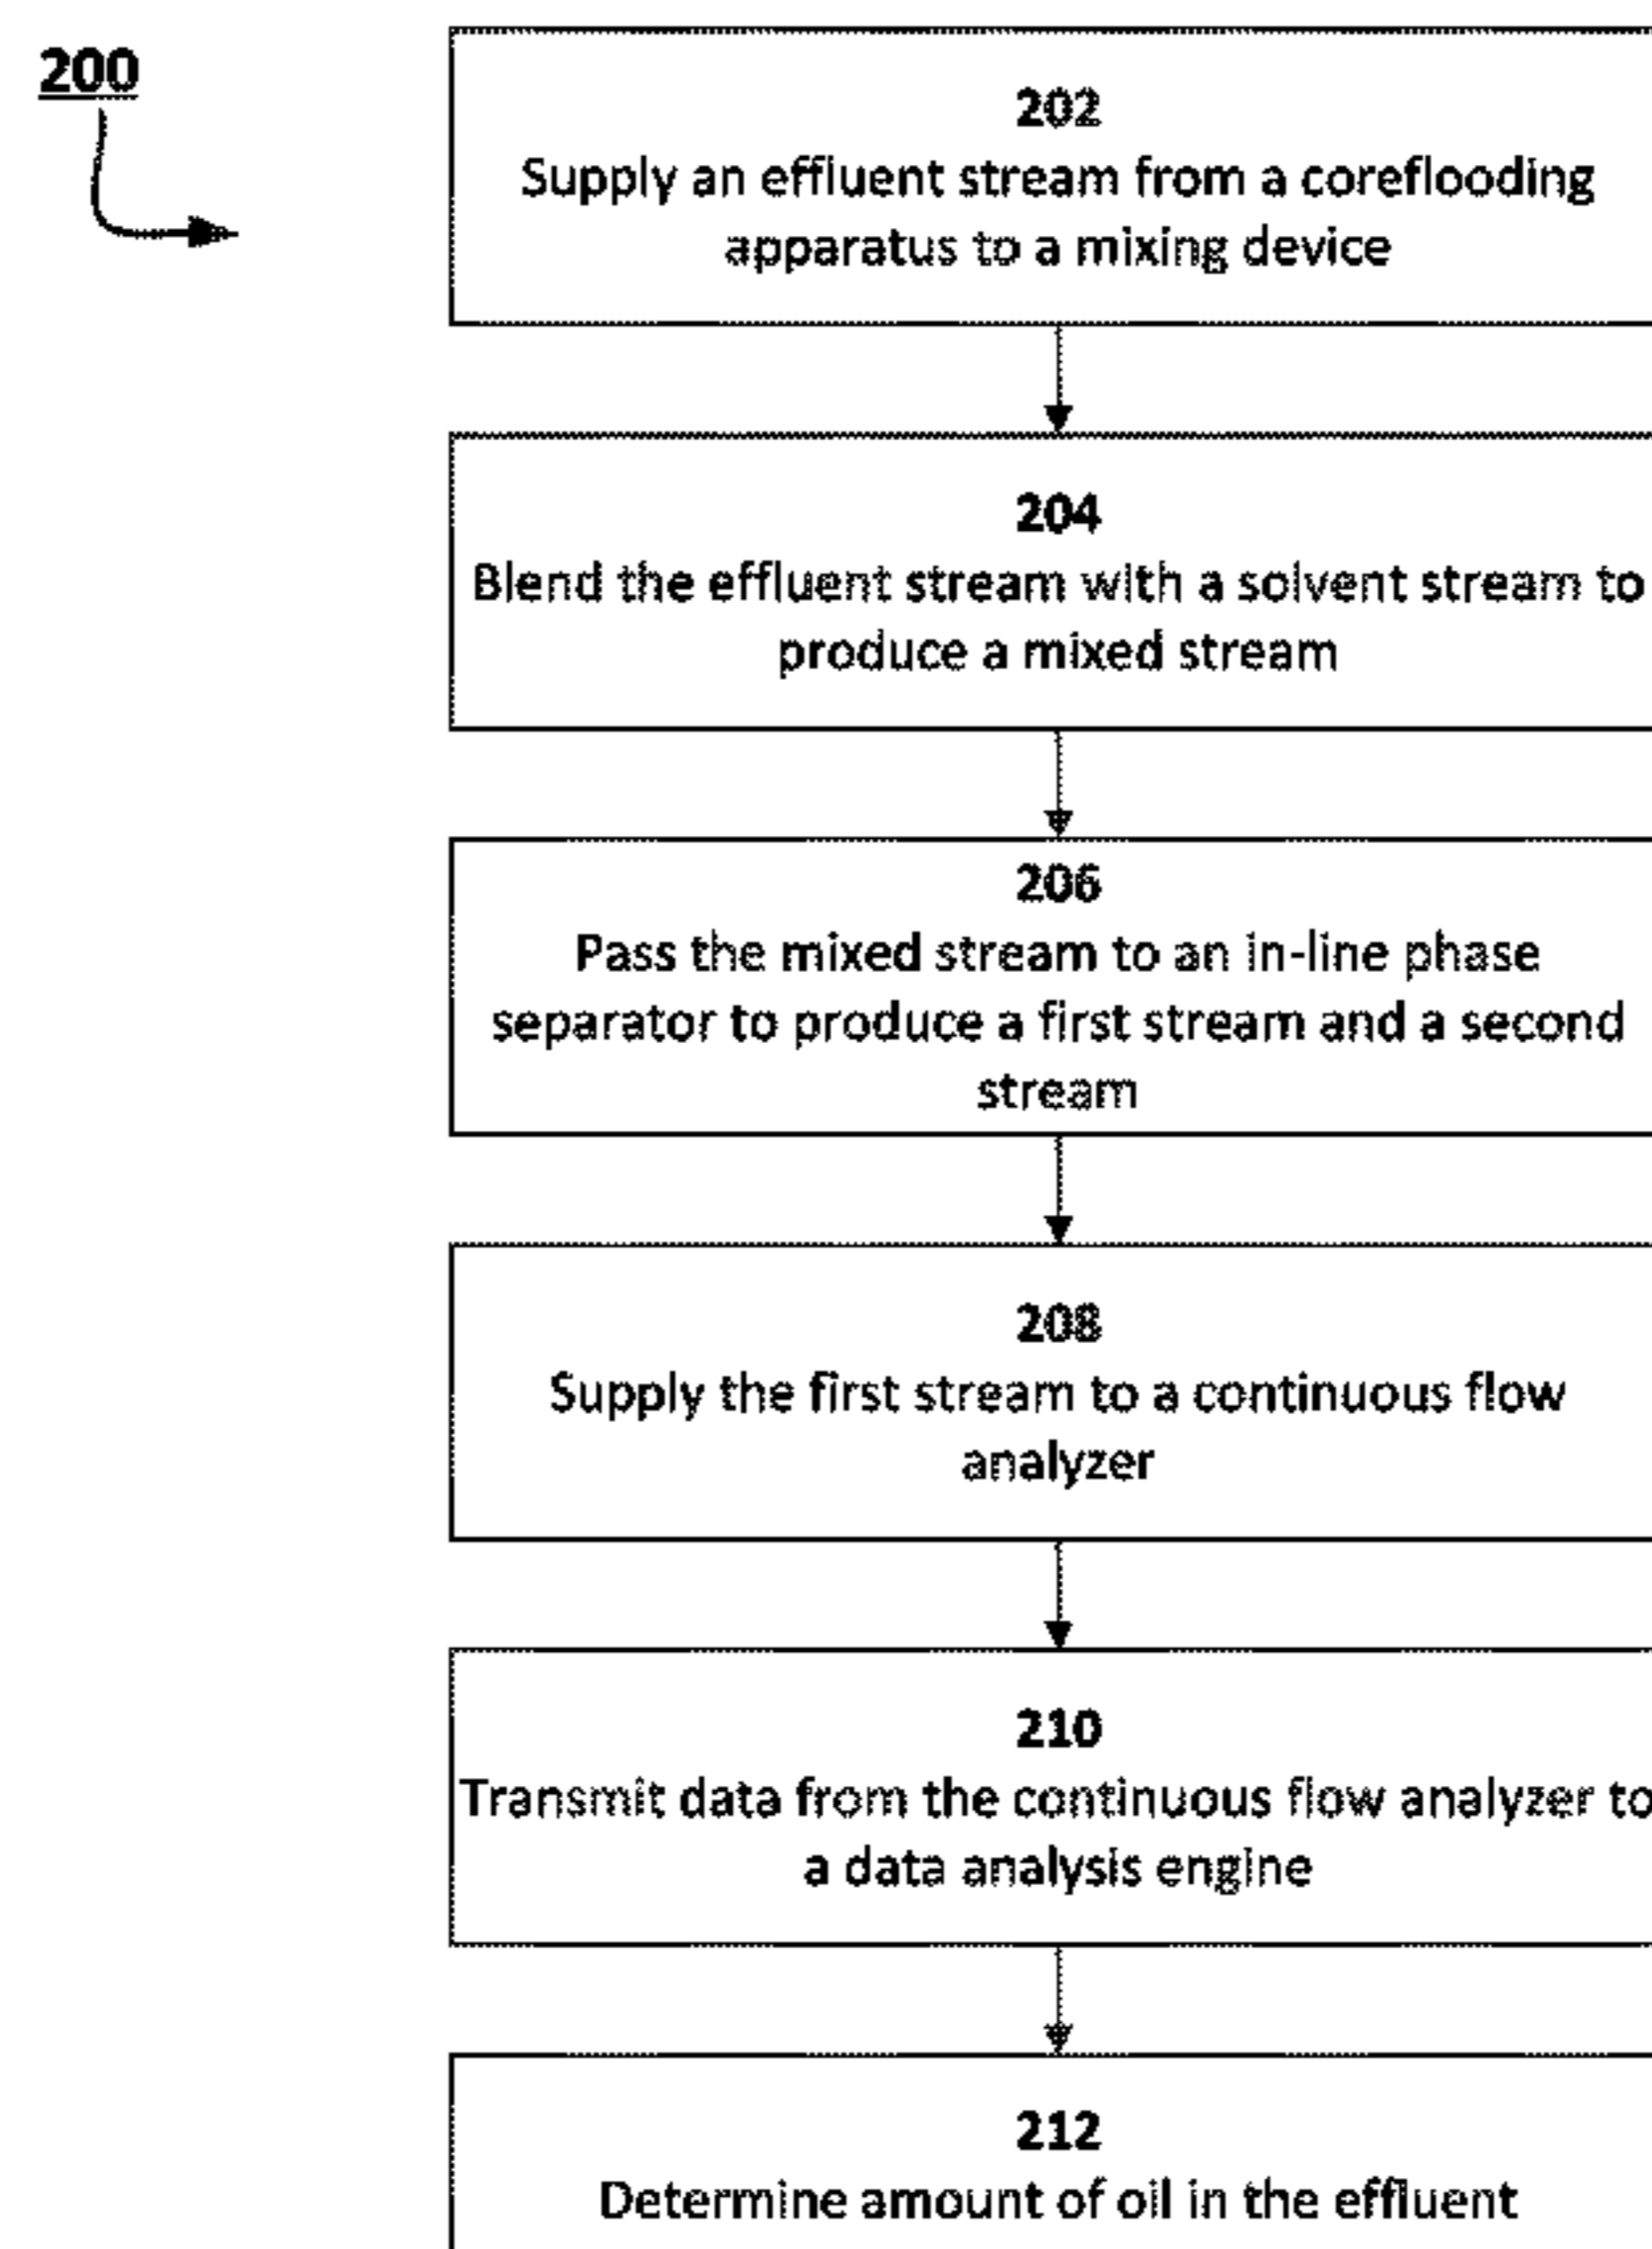 200
202
Supply an effluent stream from a coreflooding
apparatus to a mixing device
204
Blend the effluent stream with a solvent stream to
produce a mixed stream
206
Pass the mixed stream to an in-line phase
separator to produce a first stream and a second
stream
208
Supply the first stream to a continuous flow
analyzer
210
Transmit data from the continuous flow analyzer to
a data analysis engine
212
Determine amount of oil in the effluent